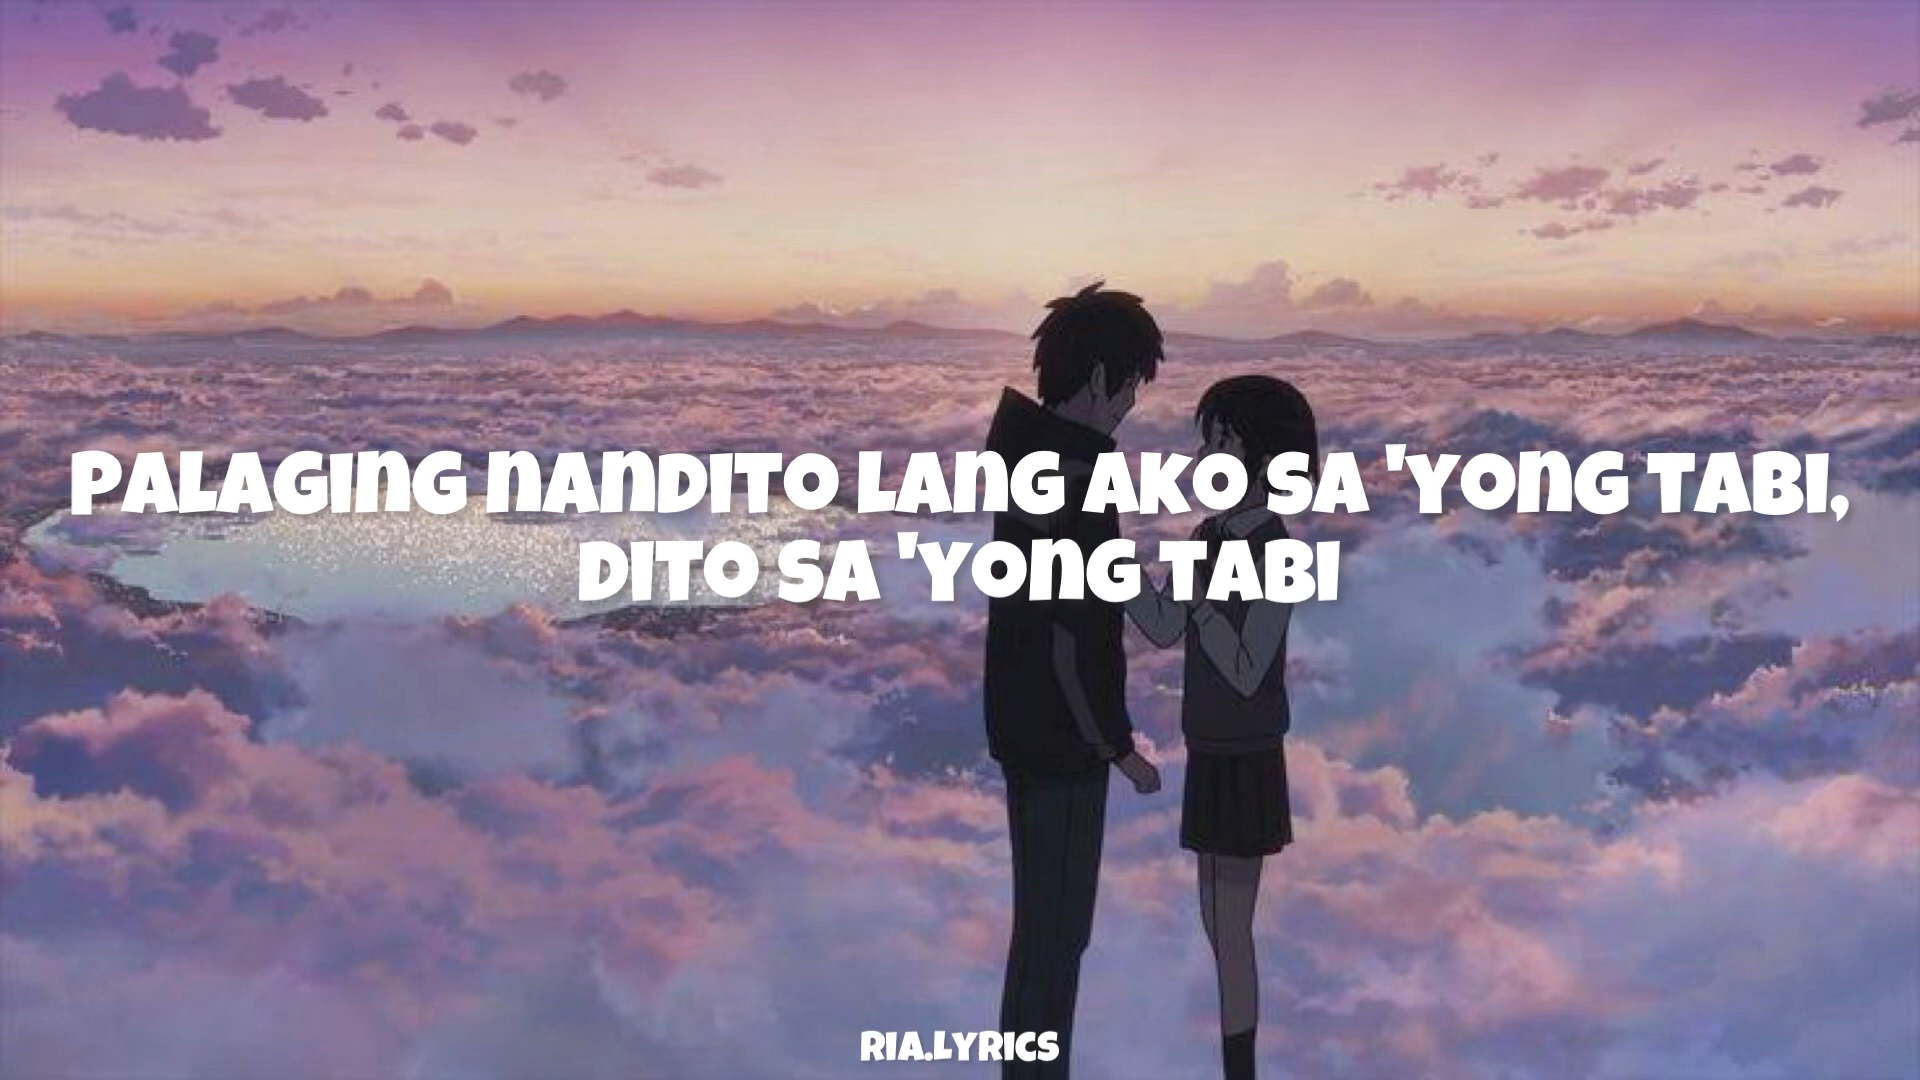 PALAGING NANDITO LANG AKO SA 'YONG TABI,
DITO SA 'YONG TABI
RIA.LYRICS